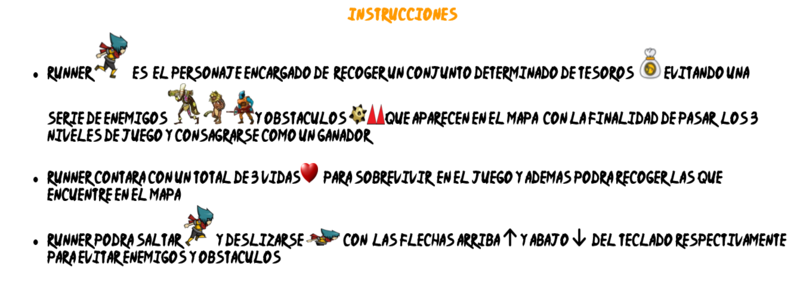 INSTRUCCIONES
• RUNNER ES EL PERSONAJE ENCARGADO DE RECOGER UN CONJUNTO DETERMINADO DE TESOROS EVITANDO UNA
SERIE DE ENEMIGOS Y OBSTACULOS QUE APARECEN EN EL MAPA CON LA FINALIDAD DE PASAR LOS 3
NIVELES DE JUEGO Y CONSAGRARSE COMO UN GANADOR
• RUNNER CONTARA CON UN TOTAL DE 3 VIDAS PARA SOBREVIVIR EN EL JUEGO Y ADEMAS PODRA RECOGER LAS QUE
ENCUENTRE EN EL MAPA
• RUNNER PODRA SALTAR Y DESLIZARSE CON LAS FLECHAS ARRIBA ↑ Y ABAJO ↓ DEL TECLADO RESPECTIVAMENTE
PARA EVITAR ENEMIGOS Y OBSTACULOS